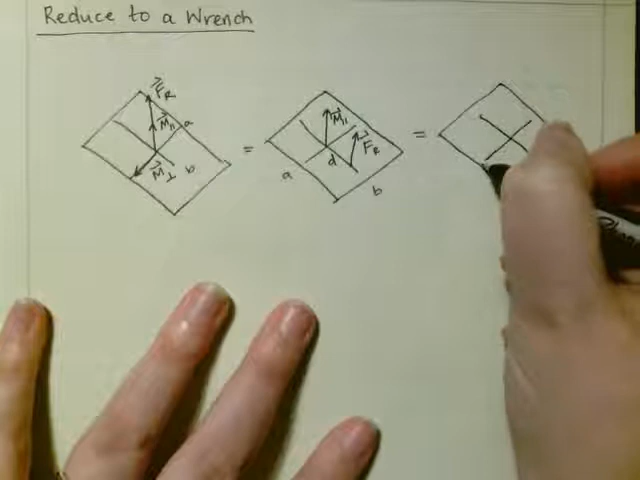 Reduce to a Wrench
F_R
M_∥ a
M_⊥ b
= =
M_∥
F_R
d
a
b